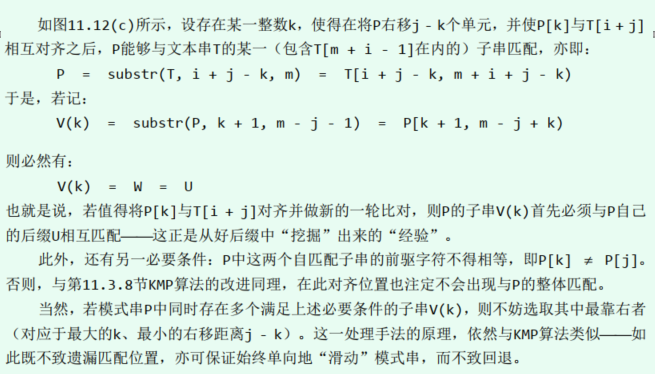 如图11.12(c)所示，设存在某一整数k，使得在将P右移j - k个单元，并使P[k]与T[i + j]
相互对齐之后，P能够与文本串T的某一（包含T[m + i - 1]在内的）子串匹配，亦即：
P = substr(T, i + j - k, m) = T[i + j - k, m + i + j - k)
于是，若记：
V(k) = substr(P, k + 1, m - j - 1) = P[k + 1, m - j + k)
则必然有：
V(k) = W = U
也就是说，若值得将P[k]与T[i + j]对齐并做新的一轮比对，则P的子串V(k)首先必须与P自己
的后缀U相互匹配——这正是从好后缀中“挖掘”出来的“经验”。
此外，还有另一必要条件：P中这两个自匹配子串的前驱字符不得相等，即P[k] ≠ P[j]。
否则，与第11.3.8节KMP算法的改进同理，在此对齐位置也注定不会出现与P的整体匹配。
当然，若模式串P中同时存在多个满足上述必要条件的子串V(k)，则不妨选取其中最靠右者
（对应于最大的k、最小的右移距离j - k）。这一处理手法的原理，依然与KMP算法类似——如
此既不致遗漏匹配位置，亦可保证始终单向地“滑动”模式串，而不致回退。